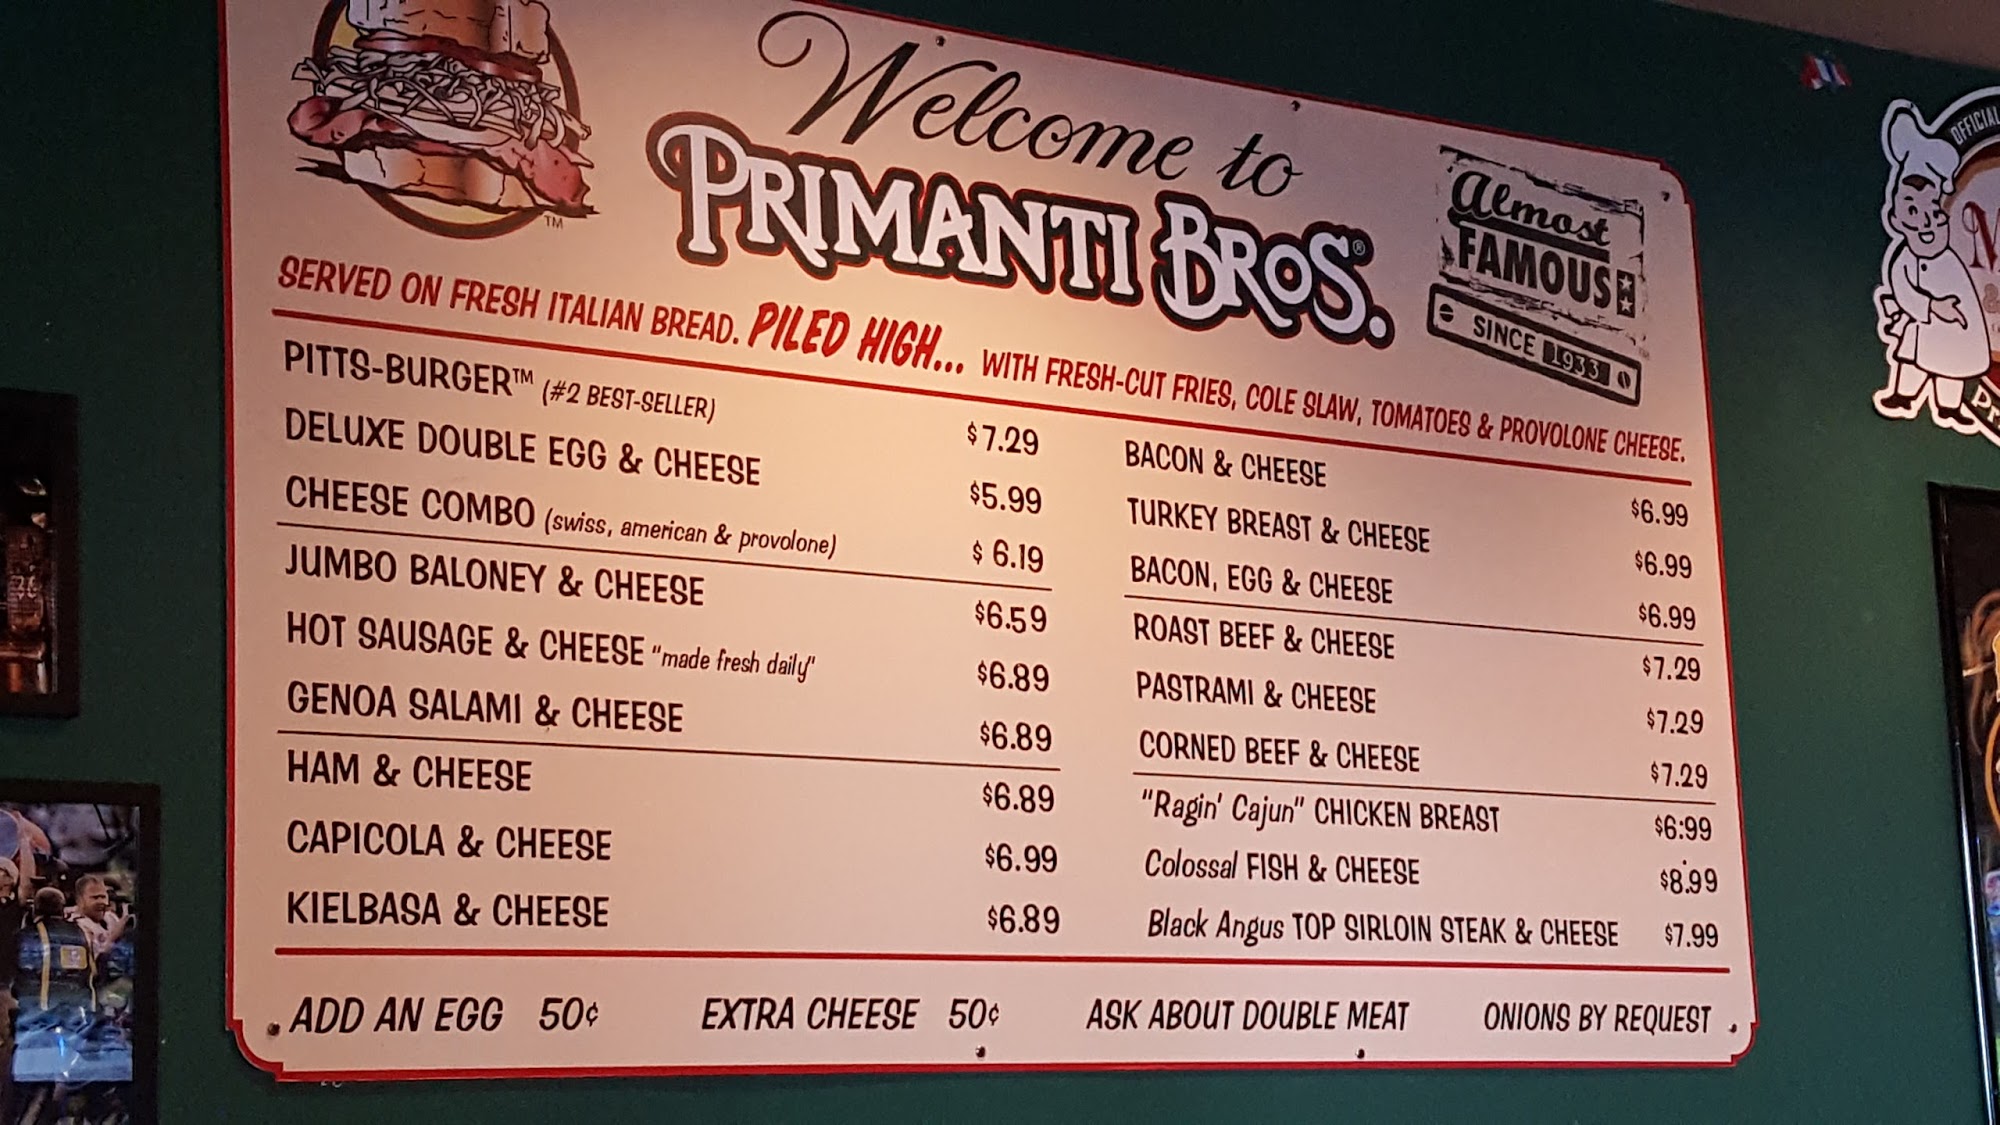 Welcome to
PRIMANTI BROS.®
Almost
FAMOUS
SINCE 1933
TM
SERVED ON FRESH ITALIAN BREAD. PILED HIGH... WITH FRESH-CUT FRIES, COLE SLAW, TOMATOES & PROVOLONE CHEESE.
PITTS-BURGER™ (#2 BEST-SELLER) $7.29
DELUXE DOUBLE EGG & CHEESE $5.99
CHEESE COMBO (swiss, american & provolone) $6.19
JUMBO BALONEY & CHEESE $6.59
HOT SAUSAGE & CHEESE "made fresh daily" $6.89
GENOA SALAMI & CHEESE $6.89
HAM & CHEESE $6.89
CAPICOLA & CHEESE $6.99
KIELBASA & CHEESE $6.89
BACON & CHEESE $6.99
TURKEY BREAST & CHEESE $6.99
BACON, EGG & CHEESE $6.99
ROAST BEEF & CHEESE $7.29
PASTRAMI & CHEESE $7.29
CORNED BEEF & CHEESE $7.29
"Ragin' Cajun" CHICKEN BREAST $6.99
Colossal FISH & CHEESE $8.99
Black Angus TOP SIRLOIN STEAK & CHEESE $7.99
ADD AN EGG 50¢ EXTRA CHEESE 50¢ ASK ABOUT DOUBLE MEAT ONIONS BY REQUEST
OFFICIAL